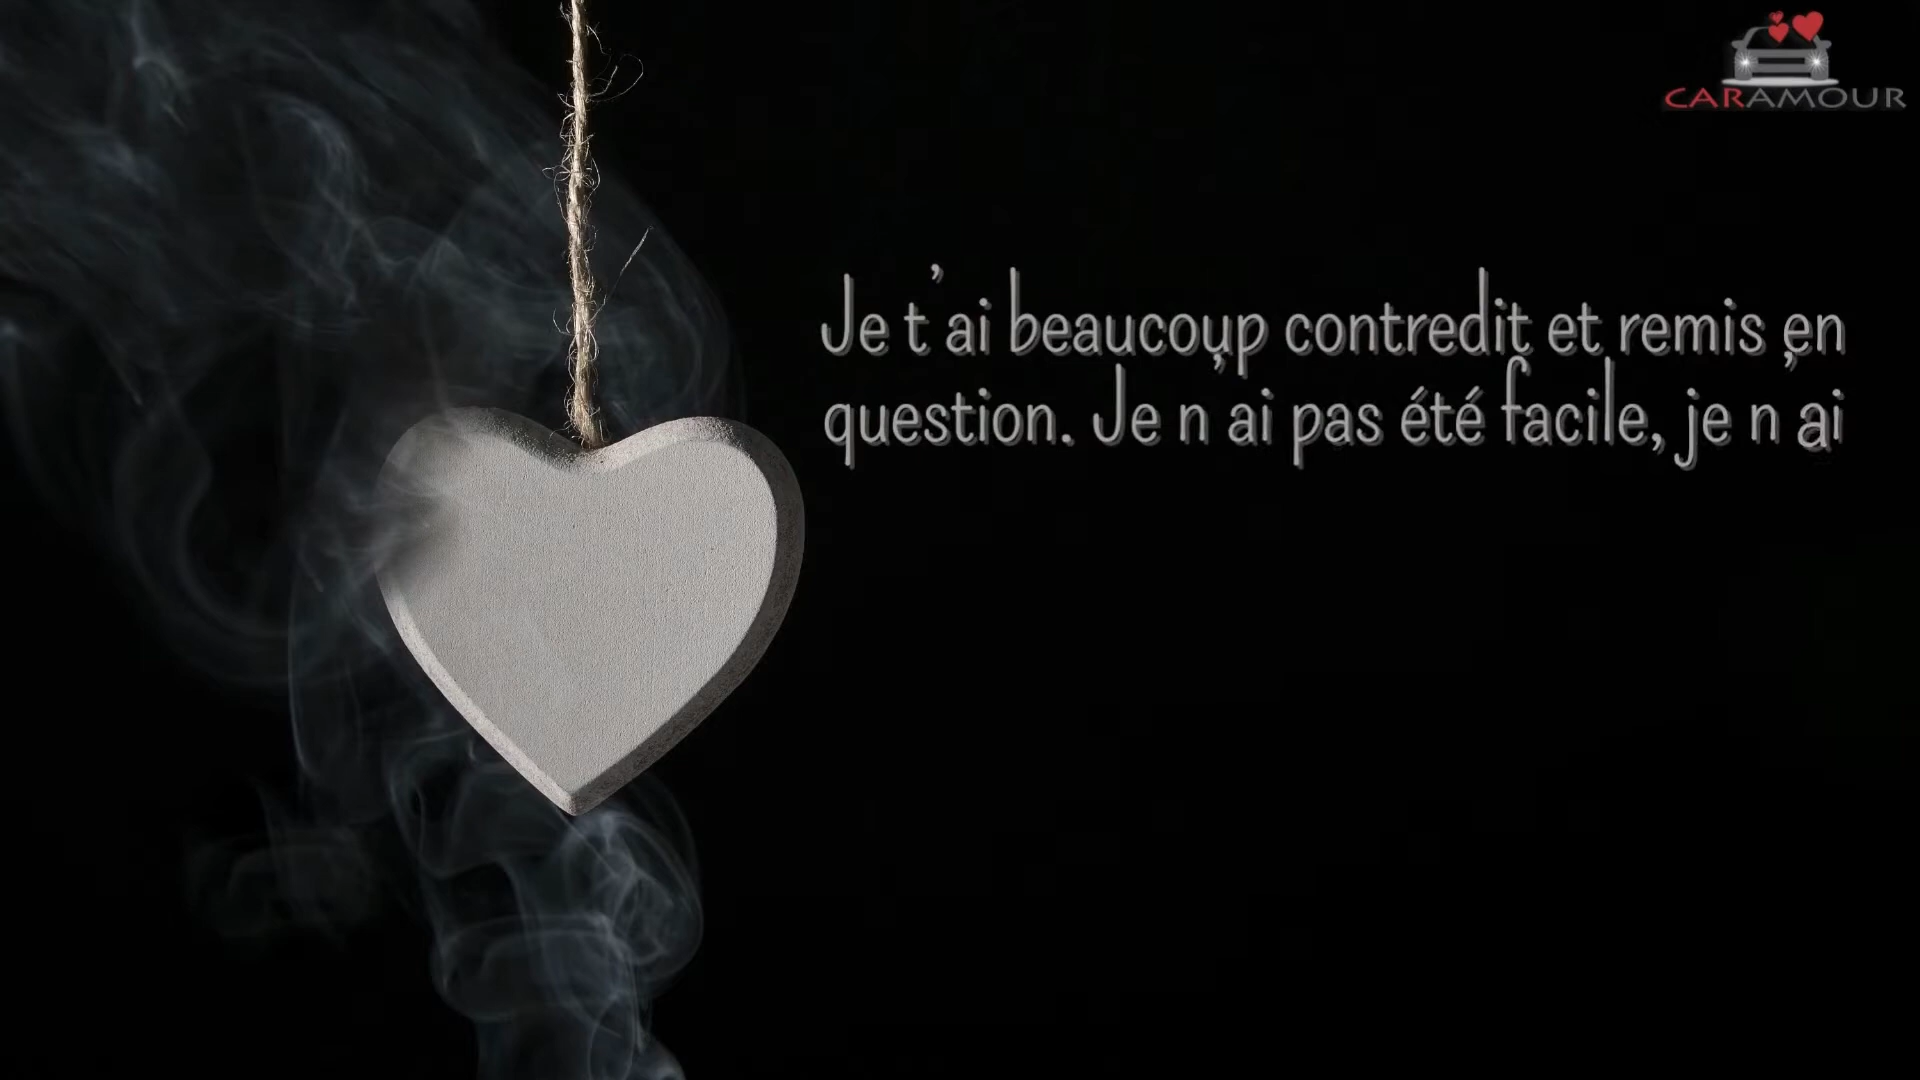 CARAMOUR
Je t'ai beaucoup contredit et remis en
question. Je n'ai pas été facile, je n'ai